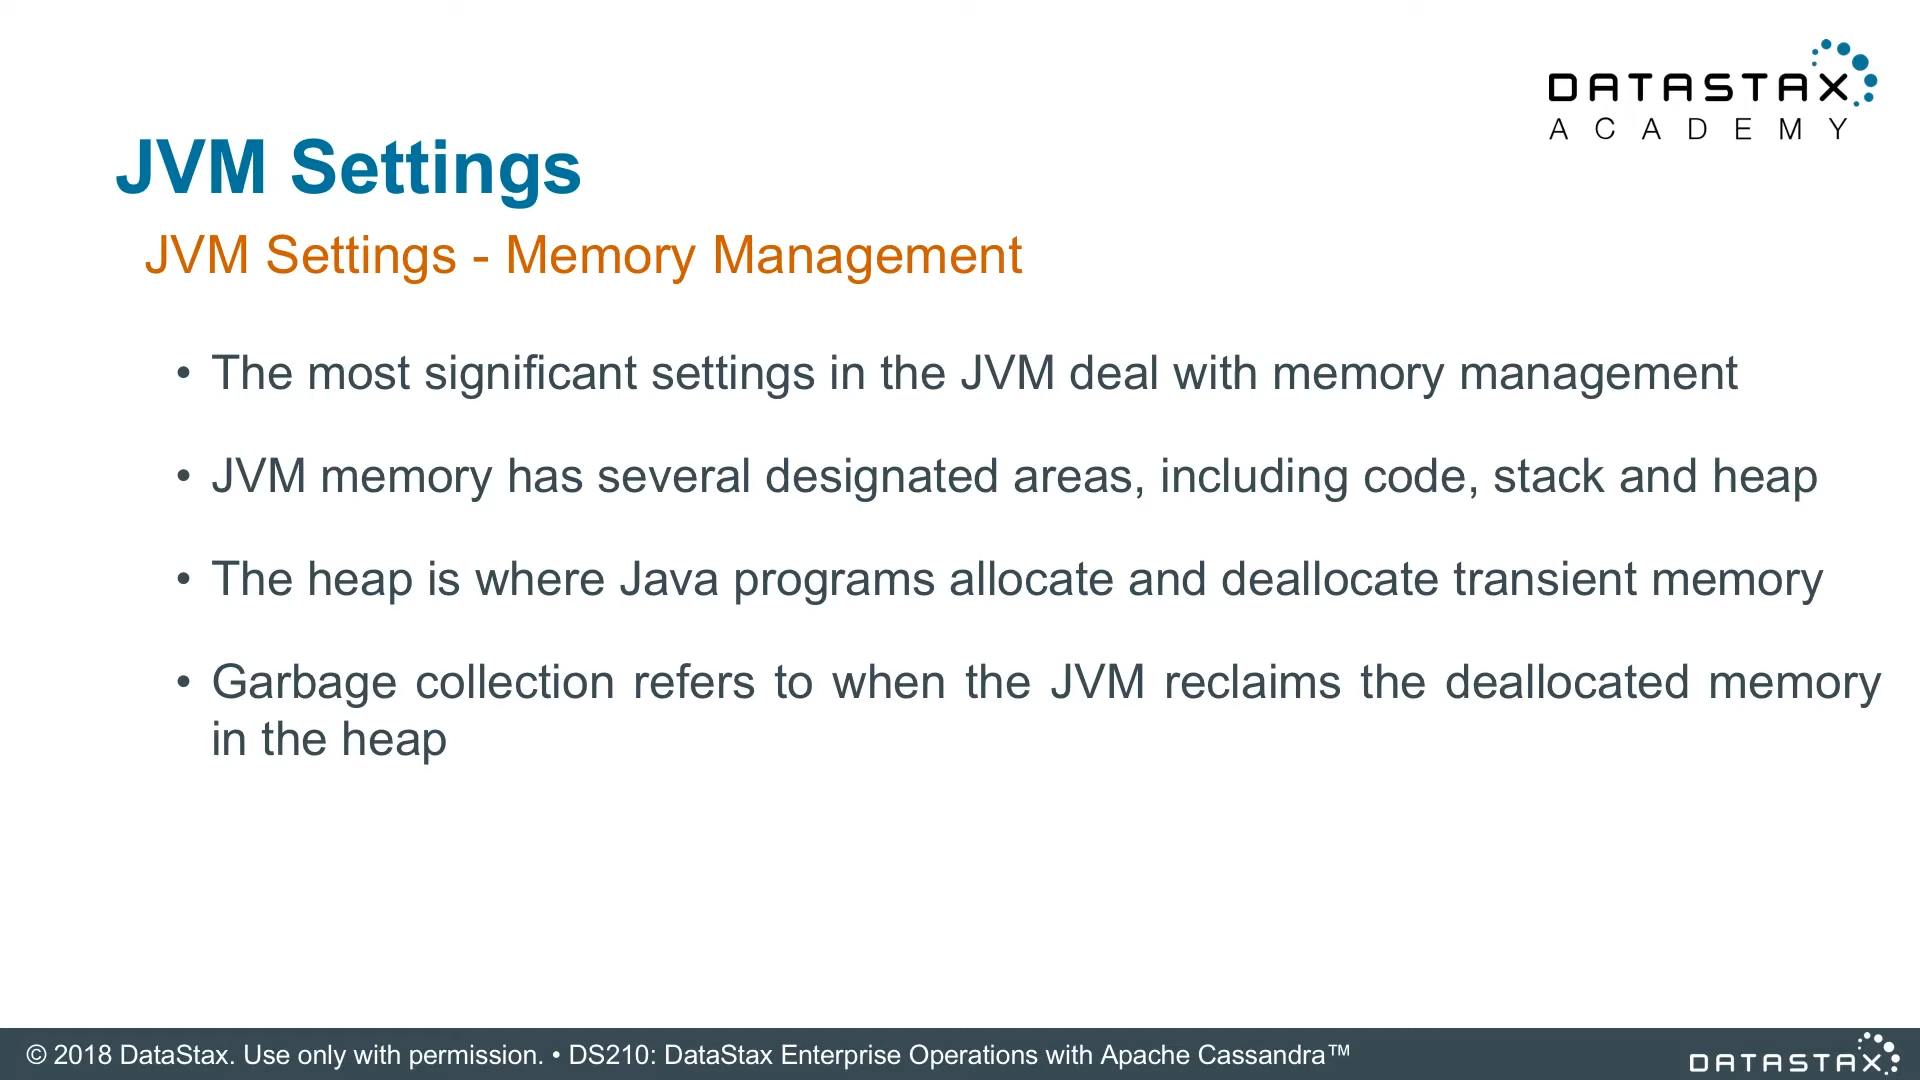 DATASTAX
ACADEMY
JVM Settings
JVM Settings - Memory Management
• The most significant settings in the JVM deal with memory management
• JVM memory has several designated areas, including code, stack and heap
• The heap is where Java programs allocate and deallocate transient memory
• Garbage collection refers to when the JVM reclaims the deallocated memory
in the heap
© 2018 DataStax. Use only with permission. • DS210: DataStax Enterprise Operations with Apache Cassandra™
DATASTAX